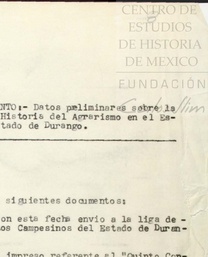 CENTRO DE
ESTUDIOS
DE HISTORIA
DE MEXICO
FUNDACIÓN
NTO:- Datos preliminares sobre la
Historia del Agrarismo en el Es-
tado de Durango.
siguientes documentos:
on esta fecha envio a la liga de -
os Campesinos del Estado de Duran-
impreso referente al "Quinto Con-